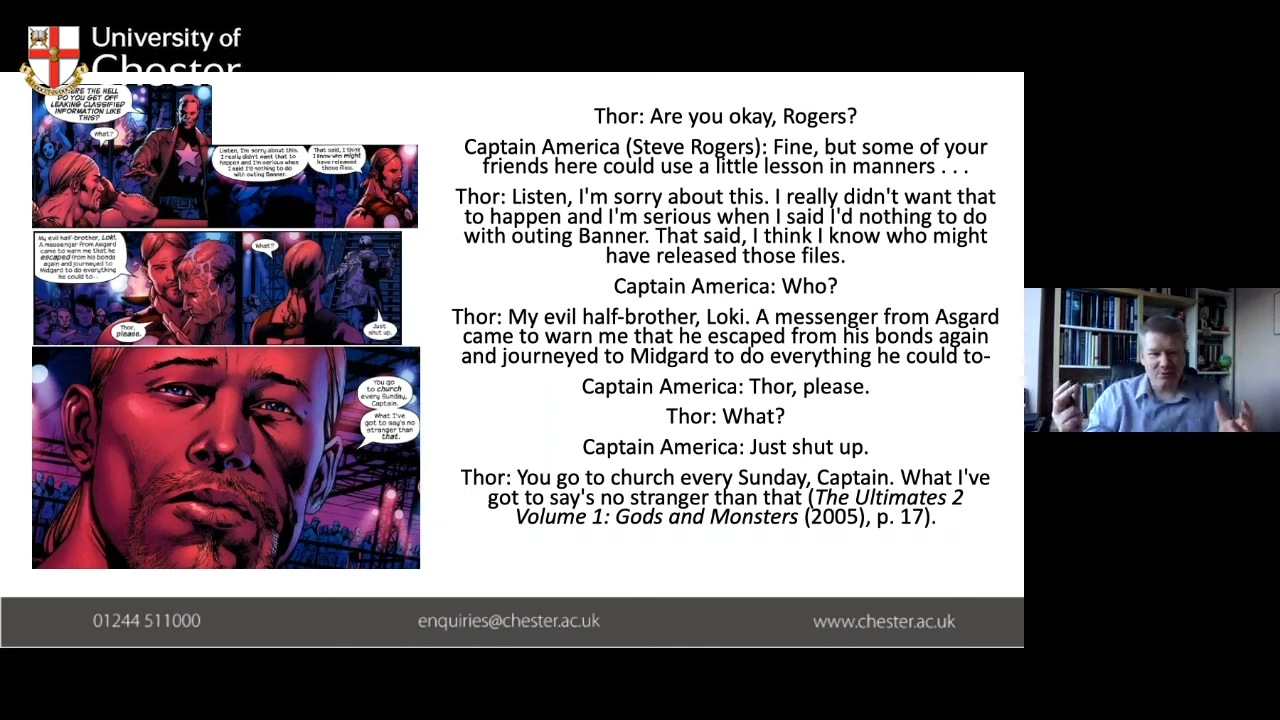 University of
Chester
WHERE THE HELL
DO YOU GET OFF
LEAKING CLASSIFIED
INFORMATION LIKE
THIS?
What?
Listen, I'm sorry about this.
I really didn't want that to
happen and I'm serious when
I said I'd nothing to do
with outing Banner.
That said, I think
I know who might
have released
those files.
My evil half-brother, Loki.
A messenger from Asgard
came to warn me that he
escaped from his bonds
again and journeyed to
Midgard to do everything
he could to--
Thor,
please.
What?
Just
shut up.
You go
to church
every Sunday,
Captain.
What I've
got to say's no
stranger than
that.
Thor: Are you okay, Rogers?
Captain America (Steve Rogers): Fine, but some of your
friends here could use a little lesson in manners . . .
Thor: Listen, I'm sorry about this. I really didn't want that
to happen and I'm serious when I said I'd nothing to do
with outing Banner. That said, I think I know who might
have released those files.
Captain America: Who?
Thor: My evil half-brother, Loki. A messenger from Asgard
came to warn me that he escaped from his bonds again
and journeyed to Midgard to do everything he could to-
Captain America: Thor, please.
Thor: What?
Captain America: Just shut up.
Thor: You go to church every Sunday, Captain. What I've
got to say's no stranger than that (The Ultimates 2
Volume 1: Gods and Monsters (2005), p. 17).
01244 511000
enquiries@chester.ac.uk
www.chester.ac.uk